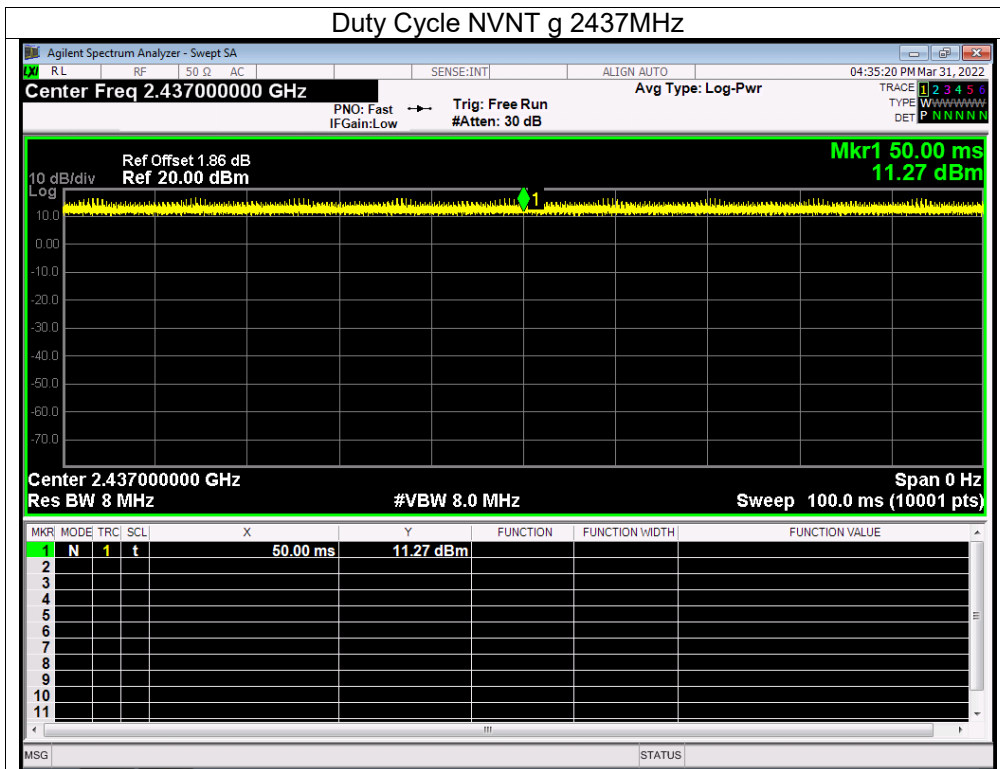 Duty Cycle NVNT g 2437MHz
Agilent Spectrum Analyzer - Swept SA
LXI RL RF 50 Ω AC SENSE:INT ALIGN AUTO 04:35:20 PM Mar 31, 2022
Center Freq 2.437000000 GHz Avg Type: Log-Pwr TRACE 1 2 3 4 5 6
PNO: Fast Trig: Free Run TYPE WWWWWW
IFGain:Low #Atten: 30 dB DET P N N N N N
Mkr1 50.00 ms
Ref Offset 1.86 dB
10 dB/div Ref 20.00 dBm 11.27 dBm
Log
1
10.0
0.00
-10.0
-20.0
-30.0
-40.0
-50.0
-60.0
-70.0
Center 2.437000000 GHz Span 0 Hz
Res BW 8 MHz #VBW 8.0 MHz Sweep 100.0 ms (10001 pts)
MKR MODE TRC SCL X Y FUNCTION FUNCTION WIDTH FUNCTION VALUE
1 N 1 t 50.00 ms 11.27 dBm
2
3
4
5
6
7
8
9
10
11
MSG STATUS